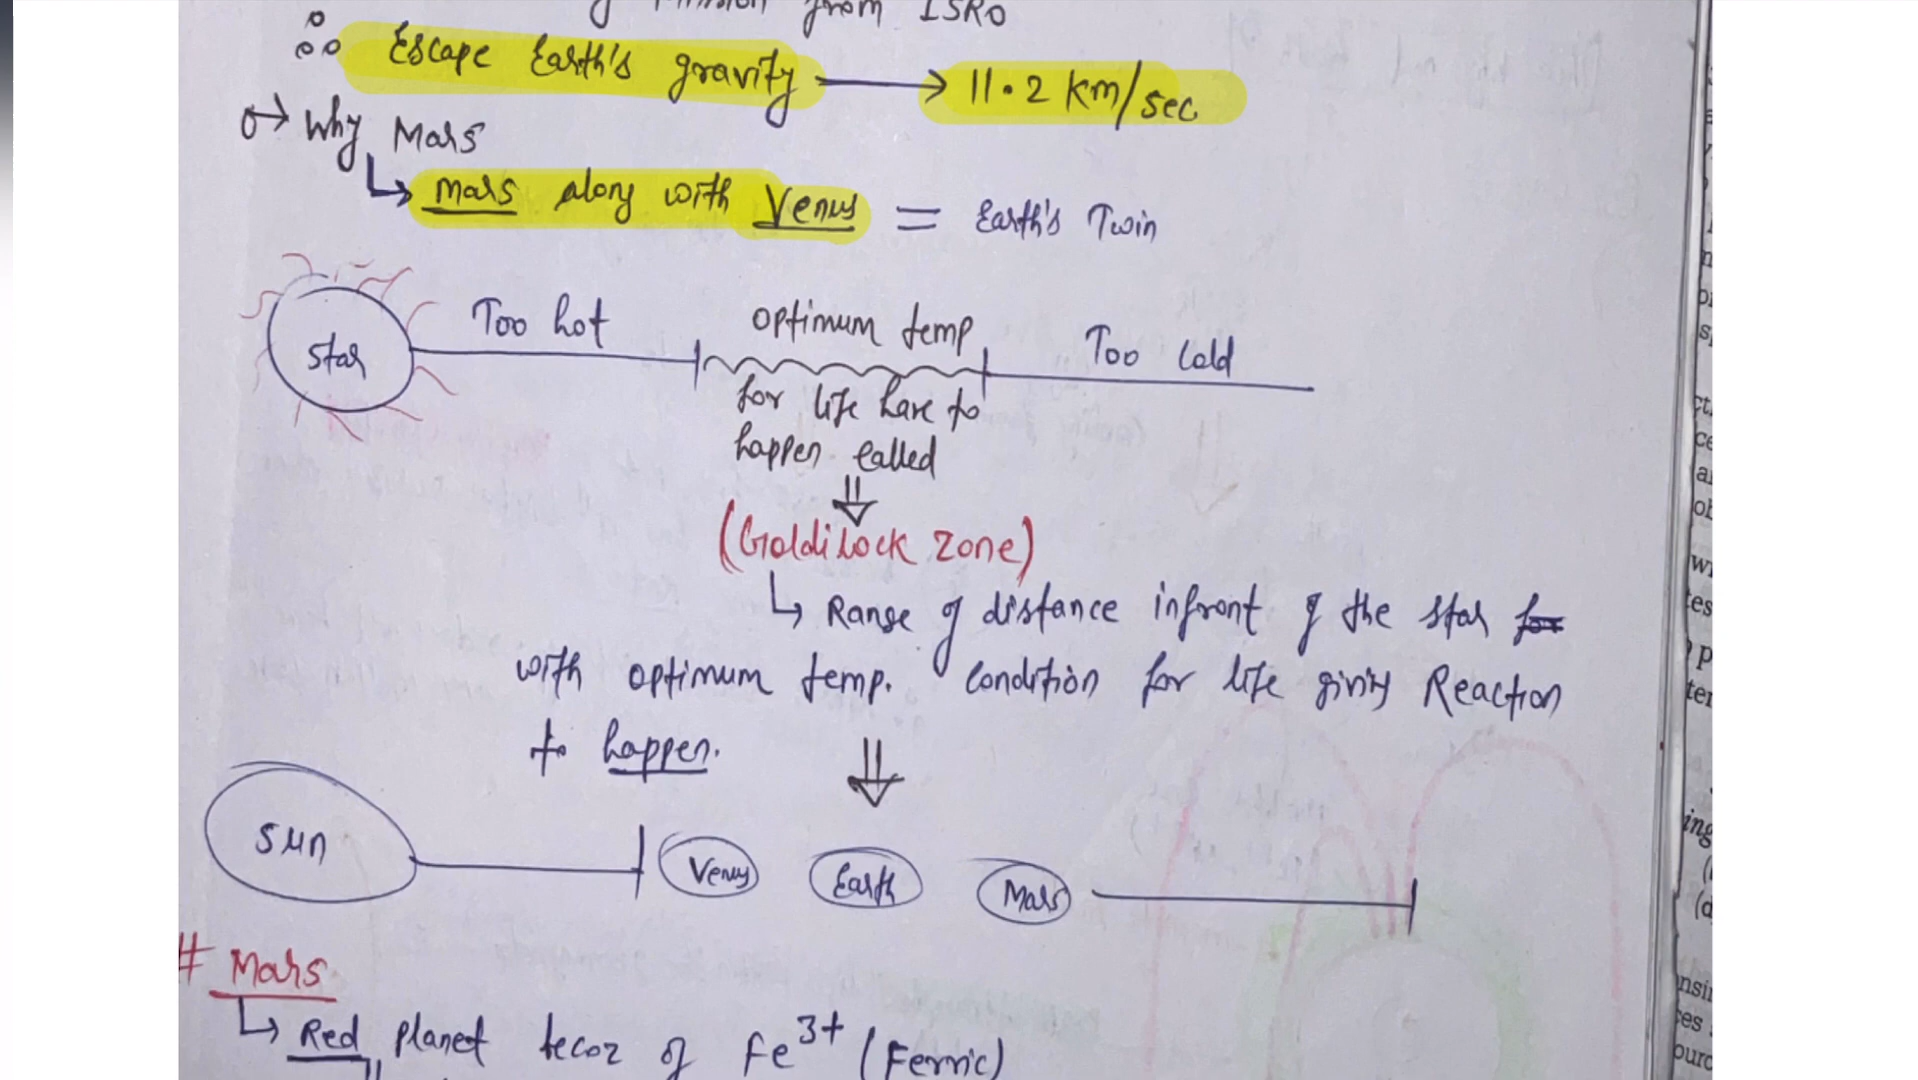 mission from ISRO
∴ Escape Earth's gravity → 11.2 km/sec
→ Why Mars
↳ Mars along with Venus = Earth's Twin
star
Too hot
optimum temp
Too Cold
for life have to
happen called
⇓
(Goldilock zone)
↳ Range of distance infront of the star for
with optimum temp. condition for life giving Reaction
to happen.
⇓
sun
Venus
Earth
Mars
# Mars
↳ Red planet becoz of Fe3+ (Ferric)